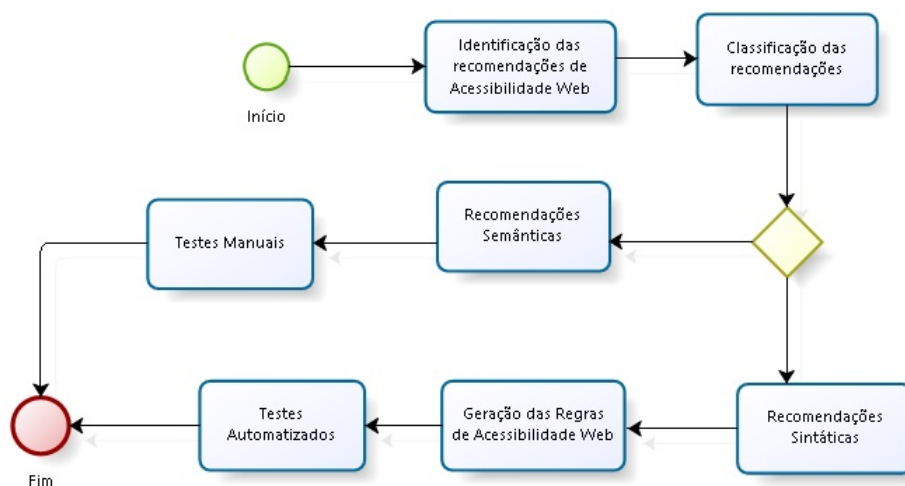 Identificação das
recomendações de
Acessibilidade Web
Classificação das
recomendações
Início
Recomendações
Semânticas
Testes Manuais
Testes
Automatizados
Geração das Regras
de Acessibilidade Web
Recomendações
Sintáticas
Fim